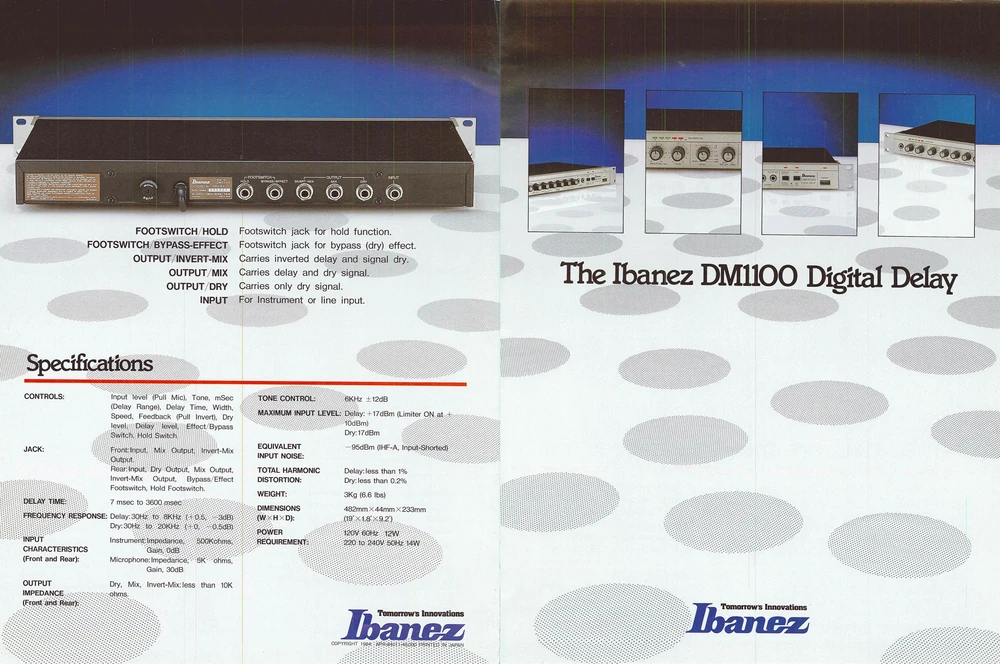 FOOTSWITCH
HOLD BYPASS-EFFECT INVERT-MIX OUTPUT MIX DRY INPUT
Ibanez
FOOTSWITCH/HOLD Footswitch jack for hold function.
FOOTSWITCH/BYPASS-EFFECT Footswitch jack for bypass (dry) effect.
OUTPUT/INVERT-MIX Carries inverted delay and signal dry.
OUTPUT/MIX Carries delay and dry signal.
OUTPUT/DRY Carries only dry signal.
INPUT For Instrument or line input.
Specifications
CONTROLS: Input level (Pull Mic), Tone, mSec
(Delay Range), Delay Time, Width,
Speed, Feedback (Pull Invert), Dry
level, Delay level, Effect/Bypass
Switch, Hold Switch
JACK: Front:Input, Mix Output, Invert-Mix
Output.
Rear:Input, Dry Output, Mix Output,
Invert-Mix Output, Bypass/Effect
Footswitch, Hold Footswitch.
DELAY TIME: 7 msec to 3600 msec
FREQUENCY RESPONSE: Delay:30Hz to 8KHz (+0.5, −3dB)
Dry:30Hz to 20KHz (+0, −0.5dB)
INPUT
CHARACTERISTICS
(Front and Rear):
Instrument:Impedance, 500Kohms,
Gain, 0dB
Microphone:Impedance, 5K ohms,
Gain, 30dB
OUTPUT
IMPEDANCE
(Front and Rear):
Dry, Mix, Invert-Mix:less than 10K
ohms.
TONE CONTROL: 6KHz ±12dB
MAXIMUM INPUT LEVEL: Delay: +17dBm (Limiter ON at +
10dBm)
Dry:17dBm
EQUIVALENT
INPUT NOISE:
−95dBm (IHF-A, Input-Shorted)
TOTAL HARMONIC
DISTORTION:
Delay:less than 1%
Dry:less than 0.2%
WEIGHT: 3Kg (6.6 lbs)
DIMENSIONS
(W×H×D):
482mm×44mm×233mm
(19"×1.8"×9.2")
POWER
REQUIREMENT:
120V 60Hz 12W
220 to 240V 50Hz 14W
Tomorrow's Innovations
Ibanez
The Ibanez DM1100 Digital Delay
Tomorrow's Innovations
Ibanez